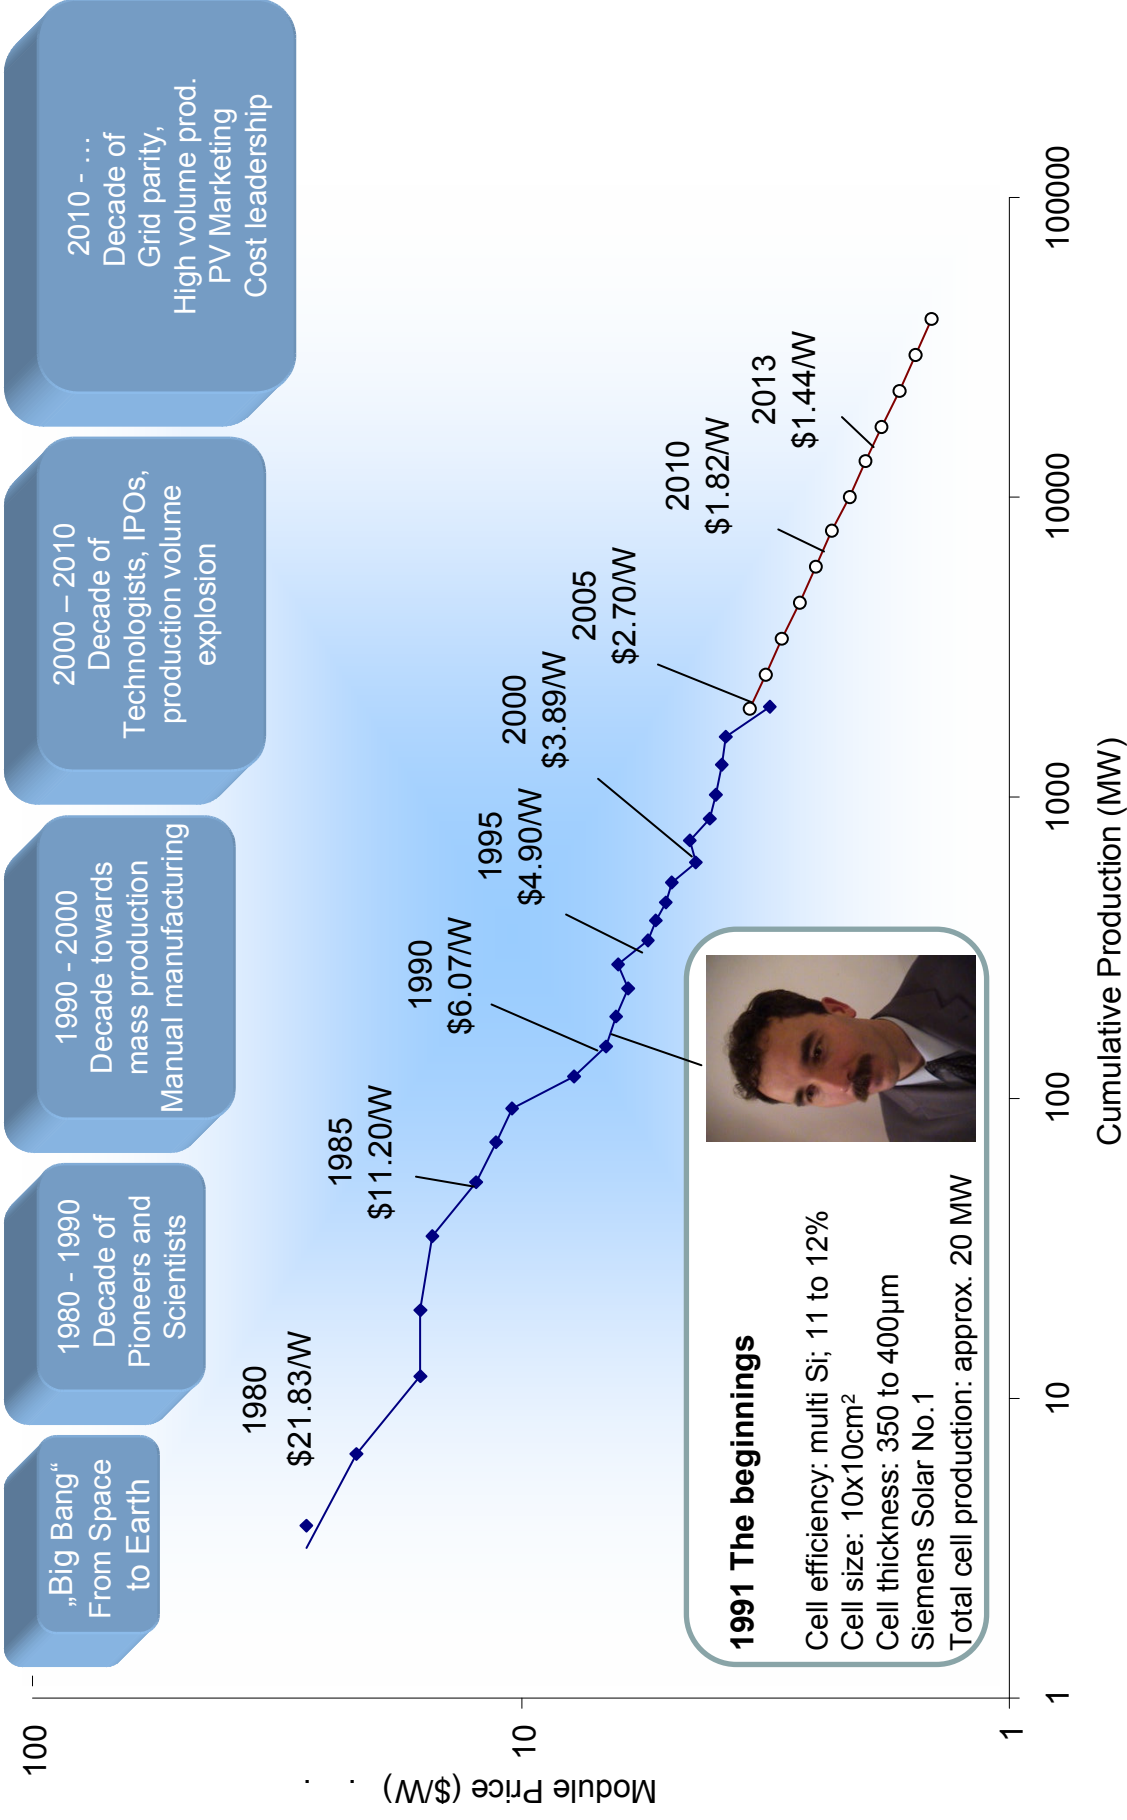 „Big Bang“
From Space
to Earth
1980 - 1990
Decade of
Pioneers and
Scientists
1990 - 2000
Decade towards
mass production
Manual manufacturing
2000 – 2010
Decade of
Technologists, IPOs,
production volume
explosion
2010 - …
Decade of
Grid parity,
High volume prod.
PV Marketing
Cost leadership
100
10
1
Module Price ($/W)
. .
1980
$21.83/W
1985
$11.20/W
1990
$6.07/W
1995
$4.90/W
2000
$3.89/W
2005
$2.70/W
2010
$1.82/W
2013
$1.44/W
1991 The beginnings
Cell efficiency: multi Si; 11 to 12%
Cell size: 10x10cm²
Cell thickness: 350 to 400µm
Siemens Solar No.1
Total cell production: approx. 20 MW
1
10
100
1000
10000
100000
Cumulative Production (MW)